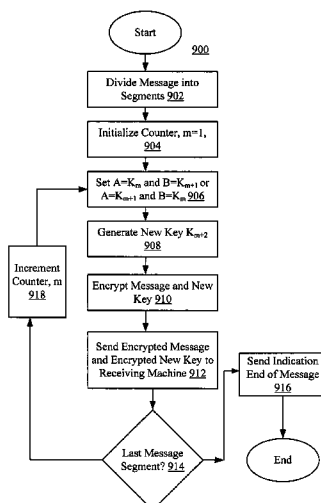 Start
900
Divide Message into
Segments 902
Initialize Counter, m=1,
904
Set A=Km and B=Km+1 or
A=Km+1 and B=Km 906
Generate New Key Km+2
908
Increment
Counter, m
918
Encrypt Message and New
Key 910
Send Encrypted Message
and Encrypted New Key to
Receiving Machine 912
Send Indication
End of Message
916
Last Message
Segment? 914
End